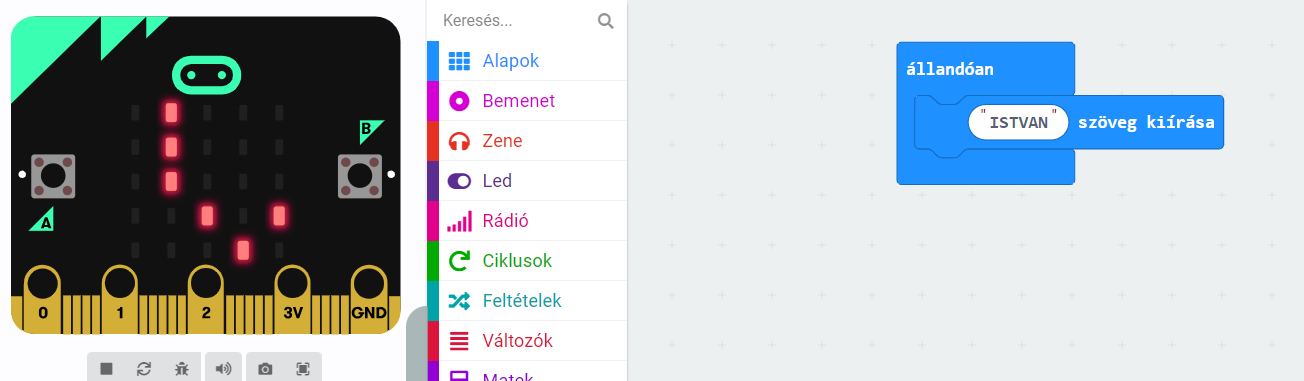 B
A
0 1 2 3V GND
Keresés...
Alapok
Bemenet
Zene
Led
Rádió
Ciklusok
Feltételek
Változók
Matek
állandóan
"ISTVAN" szöveg kiírása